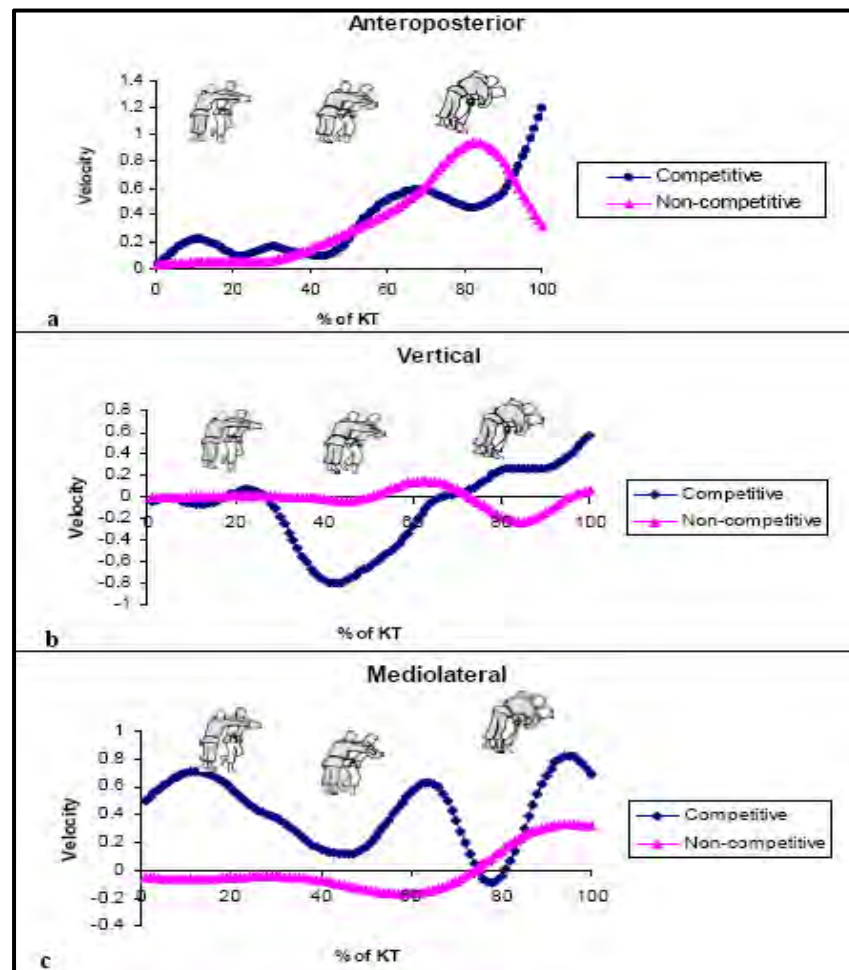 Anteroposterior
1.4
1.2
1
0.8
0.6
0.4
0.2
0
Velocity
0 20 40 60 80 100
% of KT
Competitive
Non-competitive
a
Vertical
0.8
0.6
0.4
0.2
0
-0.2
-0.4
-0.6
-0.8
-1
Velocity
0 20 40 60 80 100
% of KT
Competitive
Non-competitive
b
Mediolateral
1
0.8
0.6
0.4
0.2
0
-0.2
-0.4
Velocity
0 20 40 60 80 100
% of KT
Competitive
Non-competitive
c